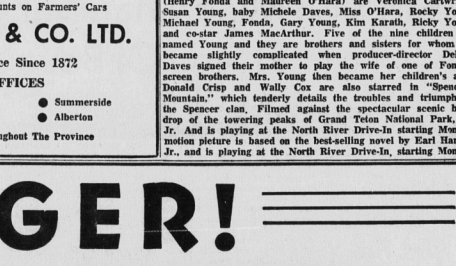 unts on Farmers' Cars
& CO. LTD.
ce Since 1872
FFICES
● Summerside
● Alberton
ughout The Province
(Henry Fonda and Maureen O'Hara) are Veronica Cartwr
Susan Young, baby Michele Daves, Miss O'Hara, Rocky Yo
Michael Young, Fonda, Gary Young, Kim Karath, Ricky Yo
and co-star James MacArthur. Five of the nine children
named Young and they are brothers and sisters for whom
became slightly complicated when producer-director Del
Daves signed their mother to play the wife of one of Fon
screen brothers. Mrs. Young then became her children's a
Donald Crisp and Wally Cox are also starred in "Spenc
Mountain," which tenderly details the troubles and triumph
the Spencer clan, Filmed against the spectacular scenic b
drop of the towering peaks of Grand Teton National Park,
Jr. And is playing at the North River Drive-In starting Mon
motion picture is based on the best-selling novel by Earl Ham
Jr., and is playing at the North River Drive-In, starting Mon
GER!